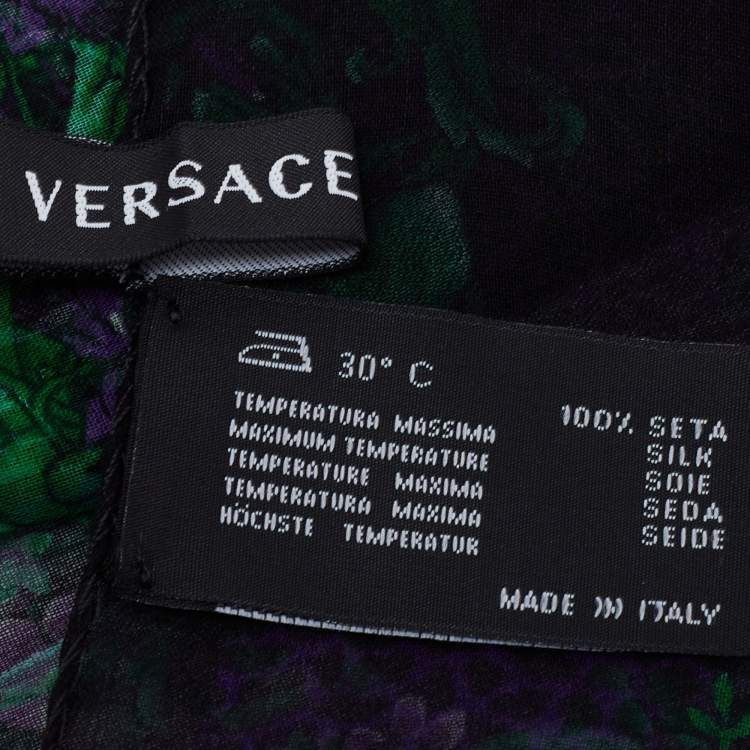 VERSACE
30° C
TEMPERATURA MASSIMA
MAXIMUM TEMPERATURE
TEMPERATURE MAXIMA
TEMPERATURA MAXIMA
HÖCHSTE TEMPERATUR
100% SETA
SILK
SOIE
SEDA
SEIDE
MADE IN ITALY